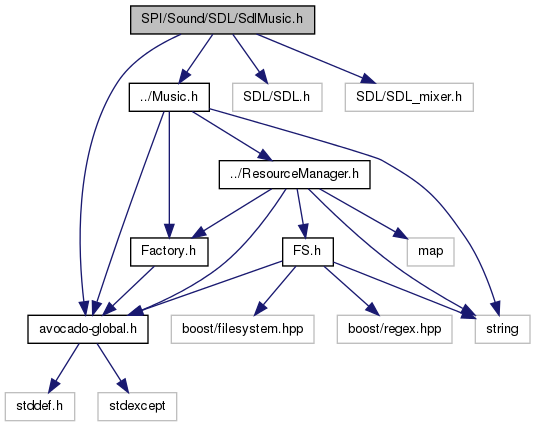 SPI/Sound/SDL/SdlMusic.h
../Music.h
SDL/SDL.h
SDL/SDL_mixer.h
../ResourceManager.h
Factory.h
FS.h
map
avocado-global.h
boost/filesystem.hpp
boost/regex.hpp
string
stddef.h
stdexcept